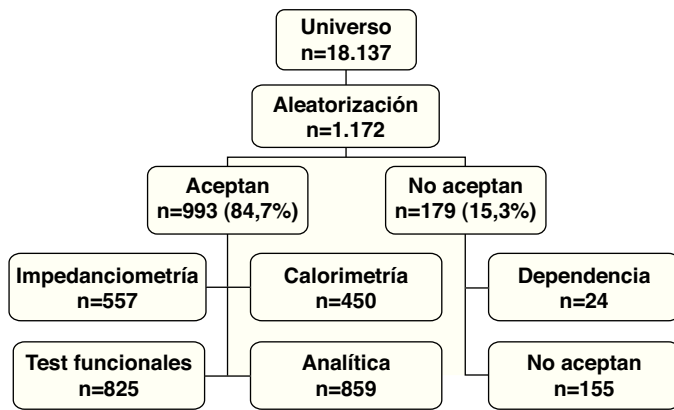 Universo
n=18.137
Aleatorización
n=1.172
Aceptan
n=993 (84,7%)
No aceptan
n=179 (15,3%)
Impedanciometría
n=557
Calorimetría
n=450
Dependencia
n=24
Test funcionales
n=825
Analítica
n=859
No aceptan
n=155